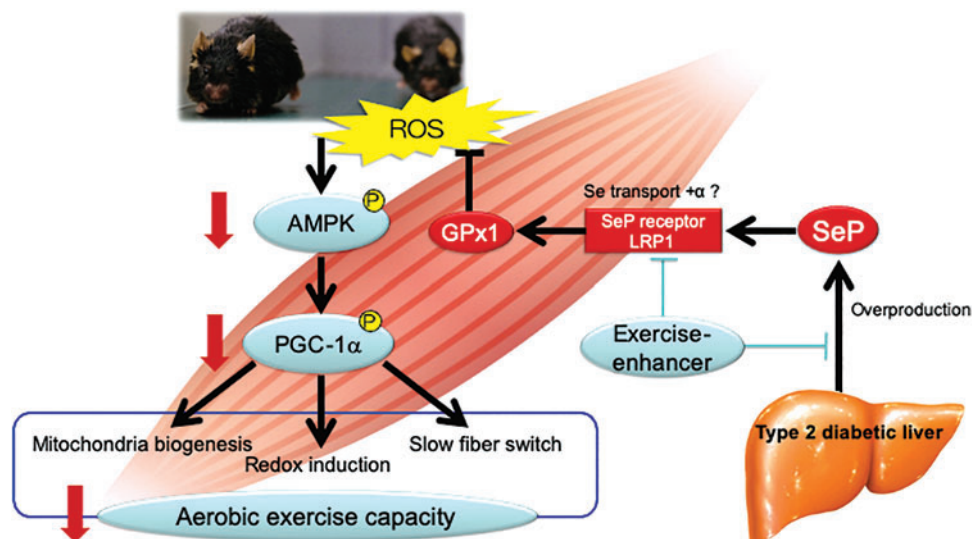 ROS
P
AMPK
Se transport +α ?
GPx1
SeP receptor
LRP1
SeP
Overproduction
P
PGC-1α
Exercise-
enhancer
Type 2 diabetic liver
Mitochondria biogenesis
Redox induction
Slow fiber switch
Aerobic exercise capacity